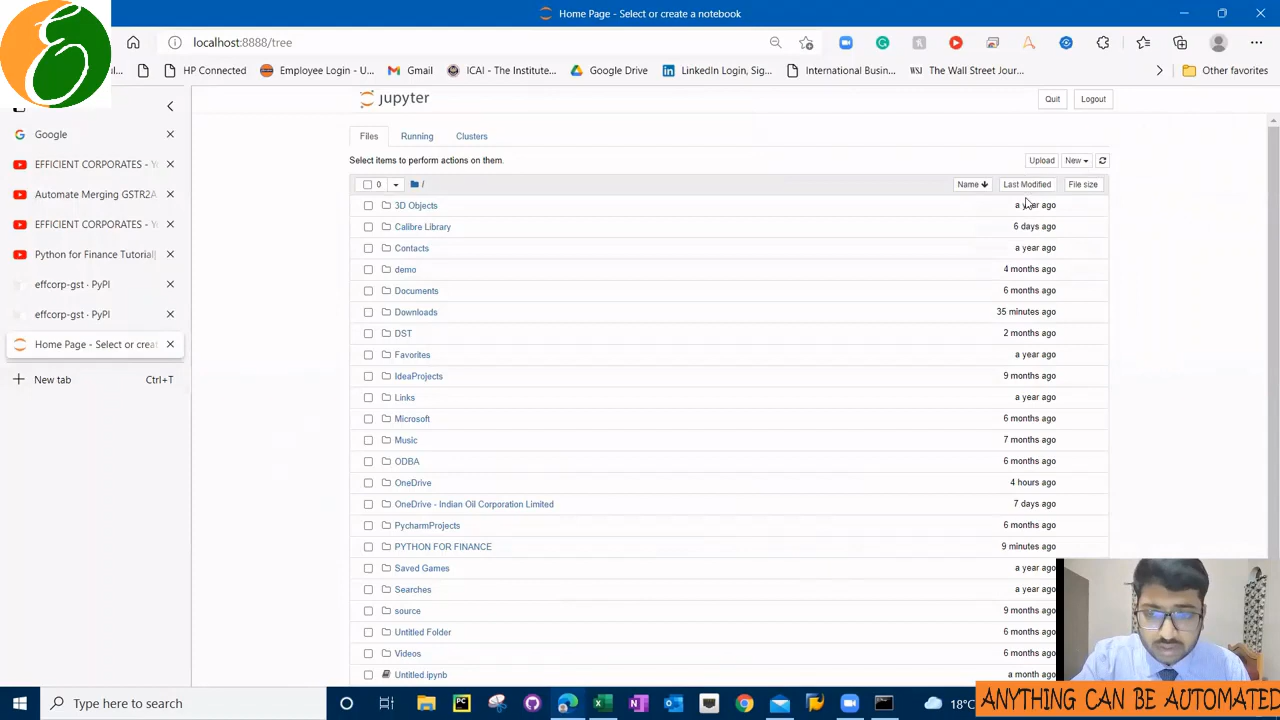 Home Page - Select or create a notebook
localhost:8888/tree
HP Connected
Employee Login - U...
Gmail
ICAI - The Institute...
Google Drive
LinkedIn Login, Sig...
International Busin...
WSJ The Wall Street Jour...
Other favorites
jupyter
Quit
Logout
Google
EFFICIENT CORPORATES - Yo
Automate Merging GSTR2A
EFFICIENT CORPORATES - Yo
Python for Finance Tutorial|
effcorp-gst · PyPI
effcorp-gst · PyPI
Home Page - Select or creat
New tab
Ctrl+T
Files
Running
Clusters
Select items to perform actions on them.
Upload
New
0
/
Name
Last Modified
File size
3D Objects
a year ago
Calibre Library
6 days ago
Contacts
a year ago
demo
4 months ago
Documents
6 months ago
Downloads
35 minutes ago
DST
2 months ago
Favorites
a year ago
IdeaProjects
9 months ago
Links
a year ago
Microsoft
6 months ago
Music
7 months ago
ODBA
6 months ago
OneDrive
4 hours ago
OneDrive - Indian Oil Corporation Limited
7 days ago
PycharmProjects
6 months ago
PYTHON FOR FINANCE
9 minutes ago
Saved Games
a year ago
Searches
a year ago
source
9 months ago
Untitled Folder
6 months ago
Videos
6 months ago
Untitled.ipynb
a month ago
Type here to search
18°C
ANYTHING CAN BE AUTOMATED